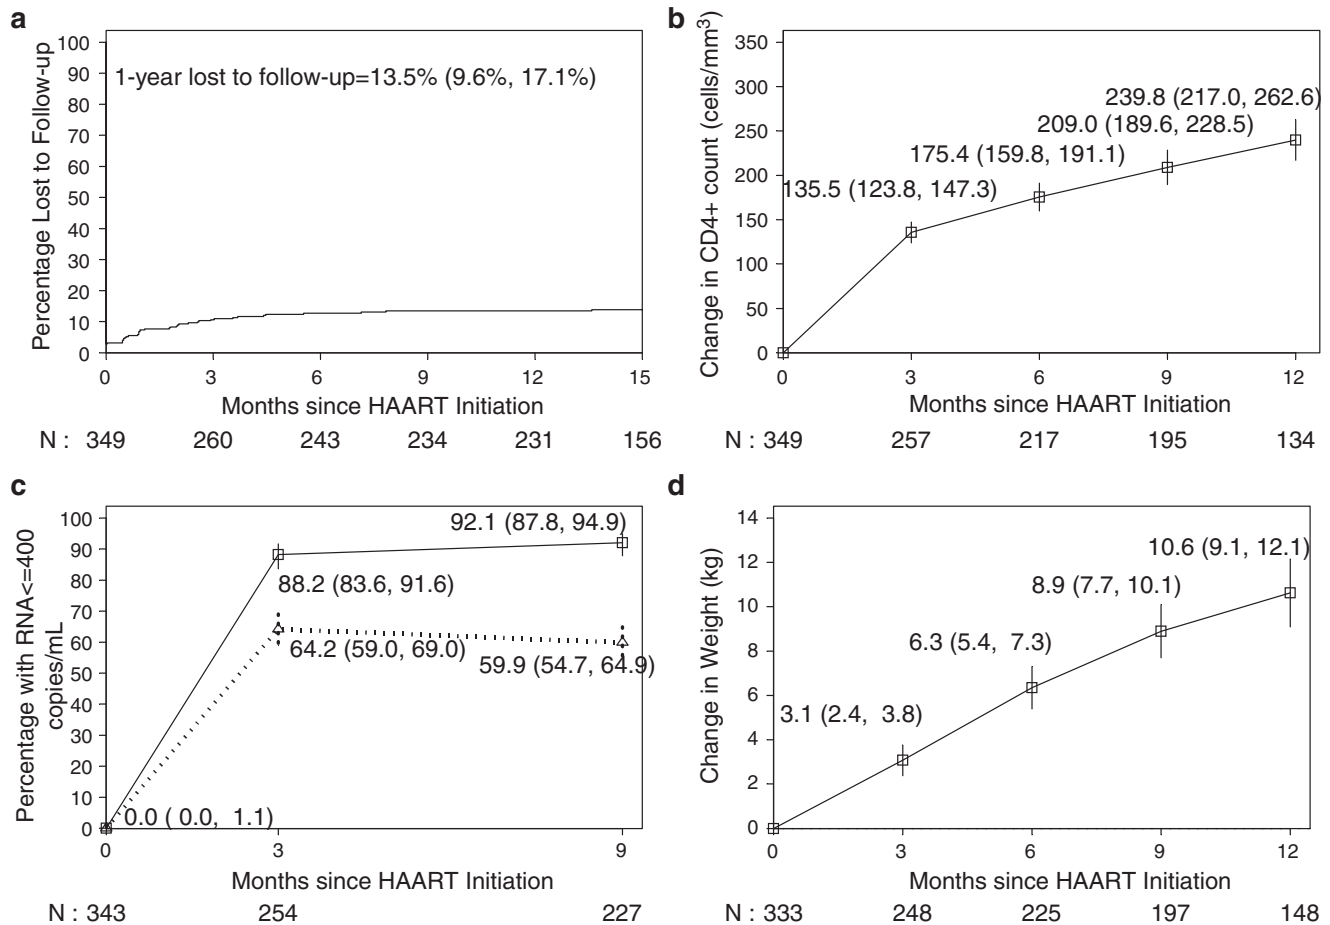 a
100
90
80
70
60
50
40
30
20
10
0
Percentage Lost to Follow-up
1-year lost to follow-up=13.5% (9.6%, 17.1%)
0 3 6 9 12 15
Months since HAART Initiation
N : 349 260 243 234 231 156
b
350
300
250
200
150
100
50
0
Change in CD4+ count (cells/mm³)
239.8 (217.0, 262.6)
209.0 (189.6, 228.5)
175.4 (159.8, 191.1)
135.5 (123.8, 147.3)
0 3 6 9 12
Months since HAART Initiation
N : 349 257 217 195 134
c
100
90
80
70
60
50
40
30
20
10
0
Percentage with RNA<=400
copies/mL
92.1 (87.8, 94.9)
88.2 (83.6, 91.6)
64.2 (59.0, 69.0)
59.9 (54.7, 64.9)
0.0 ( 0.0, 1.1)
0 3 9
Months since HAART Initiation
N : 343 254 227
d
14
12
10
8
6
4
2
0
Change in Weight (kg)
10.6 (9.1, 12.1)
8.9 (7.7, 10.1)
6.3 (5.4, 7.3)
3.1 (2.4, 3.8)
0 3 6 9 12
Months since HAART Initiation
N : 333 248 225 197 148